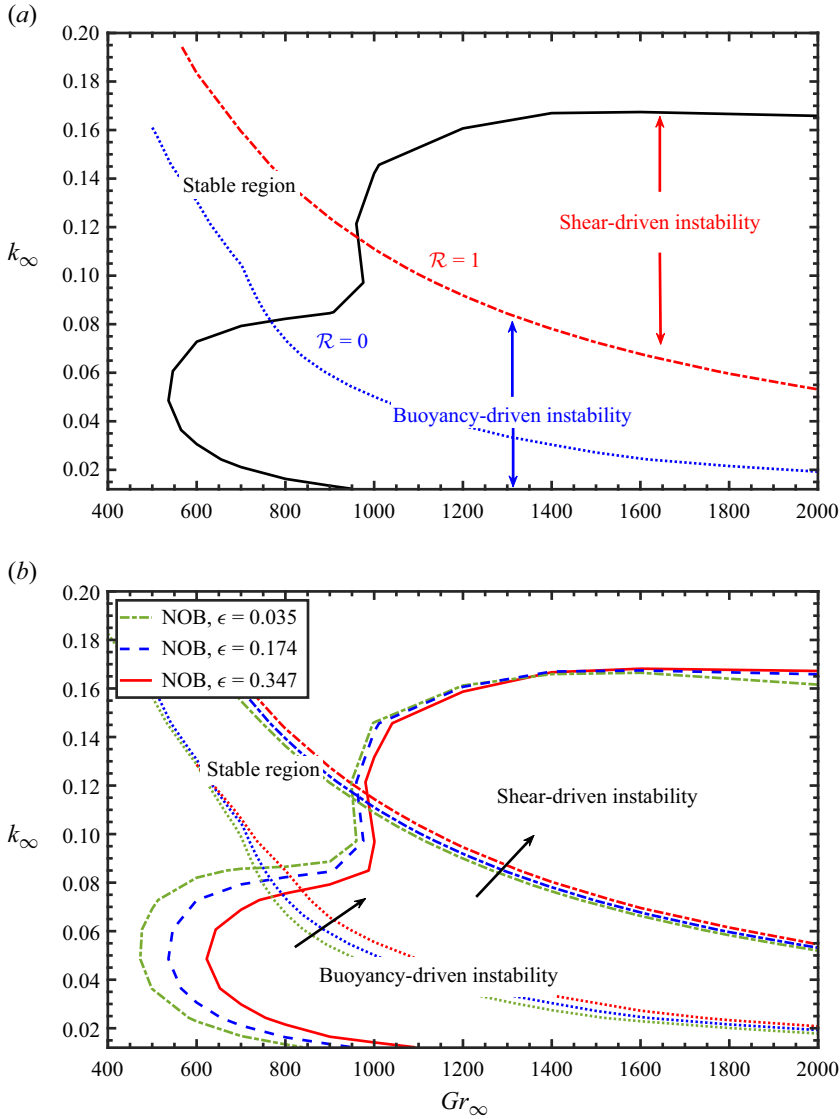 (a)
0.20
0.18
0.16
0.14
0.12
0.10
0.08
0.06
0.04
0.02
k∞
Stable region
Shear-driven instability
ℛ = 1
ℛ = 0
Buoyancy-driven instability
400 600 800 1000 1200 1400 1600 1800 2000
(b)
0.20
0.18
0.16
0.14
0.12
0.10
0.08
0.06
0.04
0.02
k∞
NOB, ϵ = 0.035
NOB, ϵ = 0.174
NOB, ϵ = 0.347
Stable region
Shear-driven instability
Buoyancy-driven instability
400 600 800 1000 1200 1400 1600 1800 2000
Gr∞